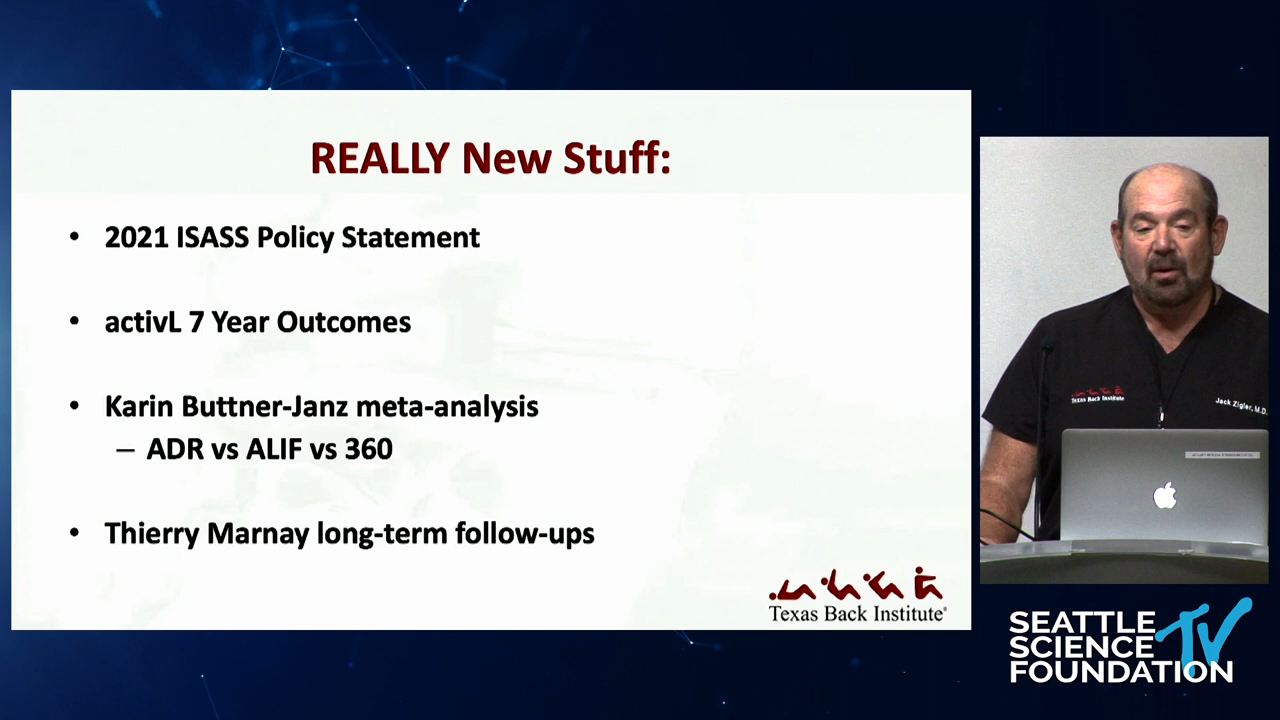 REALLY New Stuff:
• 2021 ISASS Policy Statement
• activL 7 Year Outcomes
• Karin Buttner-Janz meta-analysis
– ADR vs ALIF vs 360
• Thierry Marnay long-term follow-ups
Texas Back Institute®
Texas Back Institute
Jack Zigler, M.D.
SEATTLE
SCIENCE
FOUNDATION
TV